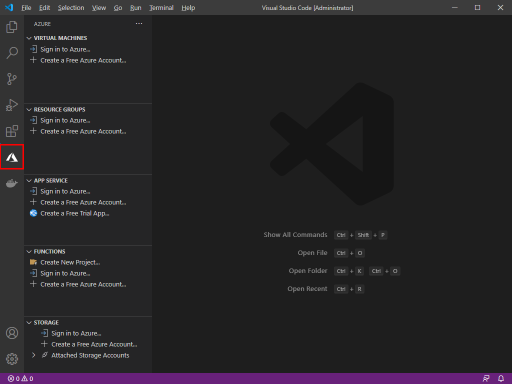 File Edit Selection View Go Run Terminal Help
Visual Studio Code [Administrator]
AZURE
VIRTUAL MACHINES
Sign in to Azure...
Create a Free Azure Account...
RESOURCE GROUPS
Sign in to Azure...
Create a Free Azure Account...
APP SERVICE
Sign in to Azure...
Create a Free Azure Account...
Create a Free Trial App...
FUNCTIONS
Create New Project...
Sign in to Azure...
Create a Free Azure Account...
STORAGE
Sign in to Azure...
Create a Free Azure Account...
Attached Storage Accounts
Show All Commands Ctrl + Shift + P
Open File Ctrl + O
Open Folder Ctrl + K Ctrl + O
Open Recent Ctrl + R
0 0